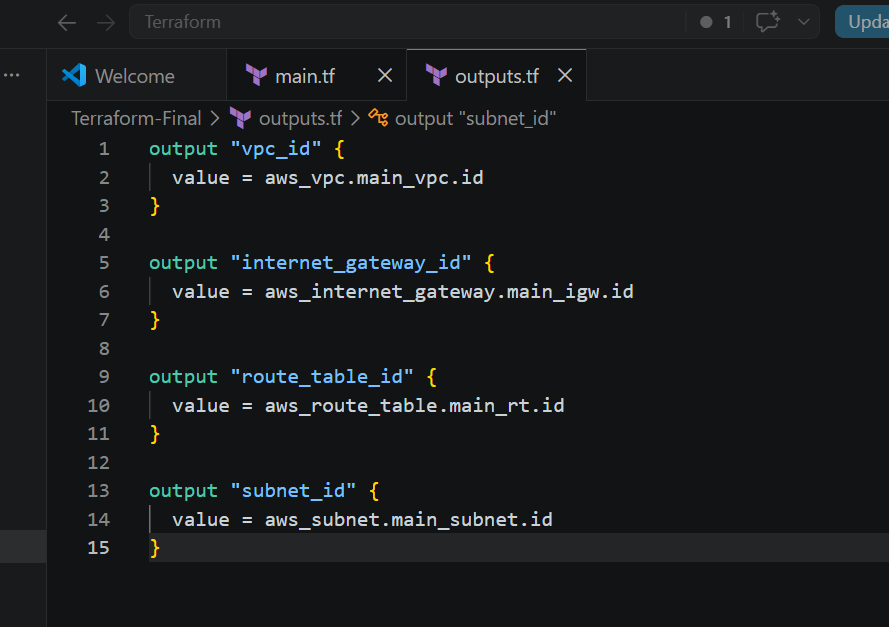 Terraform
1
Upda
Welcome
main.tf
outputs.tf
Terraform-Final > outputs.tf > output "subnet_id"
1 output "vpc_id" {
2 value = aws_vpc.main_vpc.id
3 }
4
5 output "internet_gateway_id" {
6 value = aws_internet_gateway.main_igw.id
7 }
8
9 output "route_table_id" {
10 value = aws_route_table.main_rt.id
11 }
12
13 output "subnet_id" {
14 value = aws_subnet.main_subnet.id
15 }